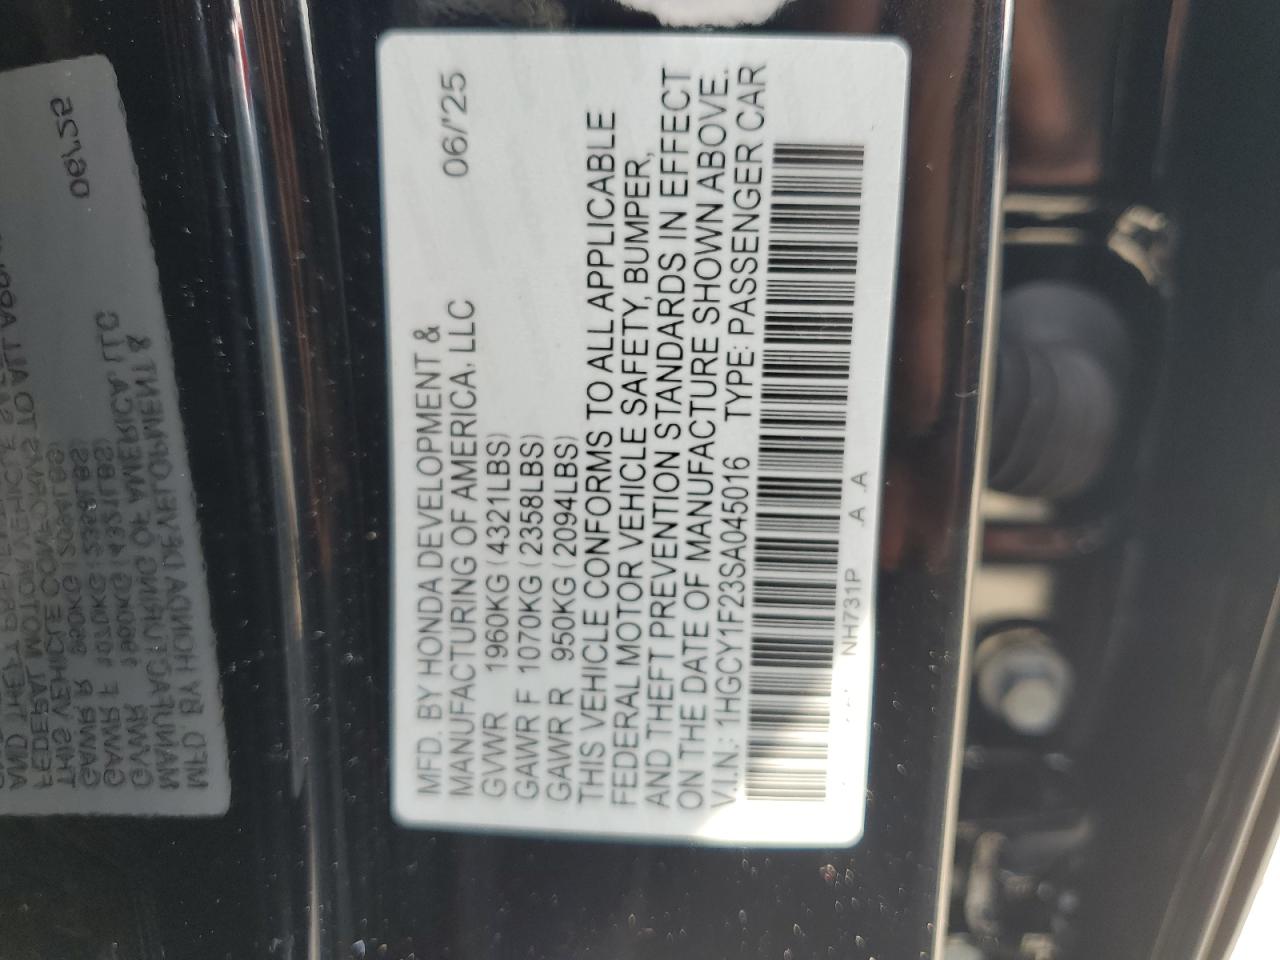 MFD. BY HONDA DEVELOPMENT &
MANUFACTURING OF AMERICA, LLC 06/'25
GVWR 1960KG (4321LBS)
GAWR F 1070KG (2358LBS)
GAWR R 950KG (2094LBS)
THIS VEHICLE CONFORMS TO ALL APPLICABLE
FEDERAL MOTOR VEHICLE SAFETY, BUMPER,
AND THEFT PREVENTION STANDARDS IN EFFECT
ON THE DATE OF MANUFACTURE SHOWN ABOVE.
V.I.N.: 1HGCY1F23SA045016 TYPE: PASSENGER CAR
NH731P A A